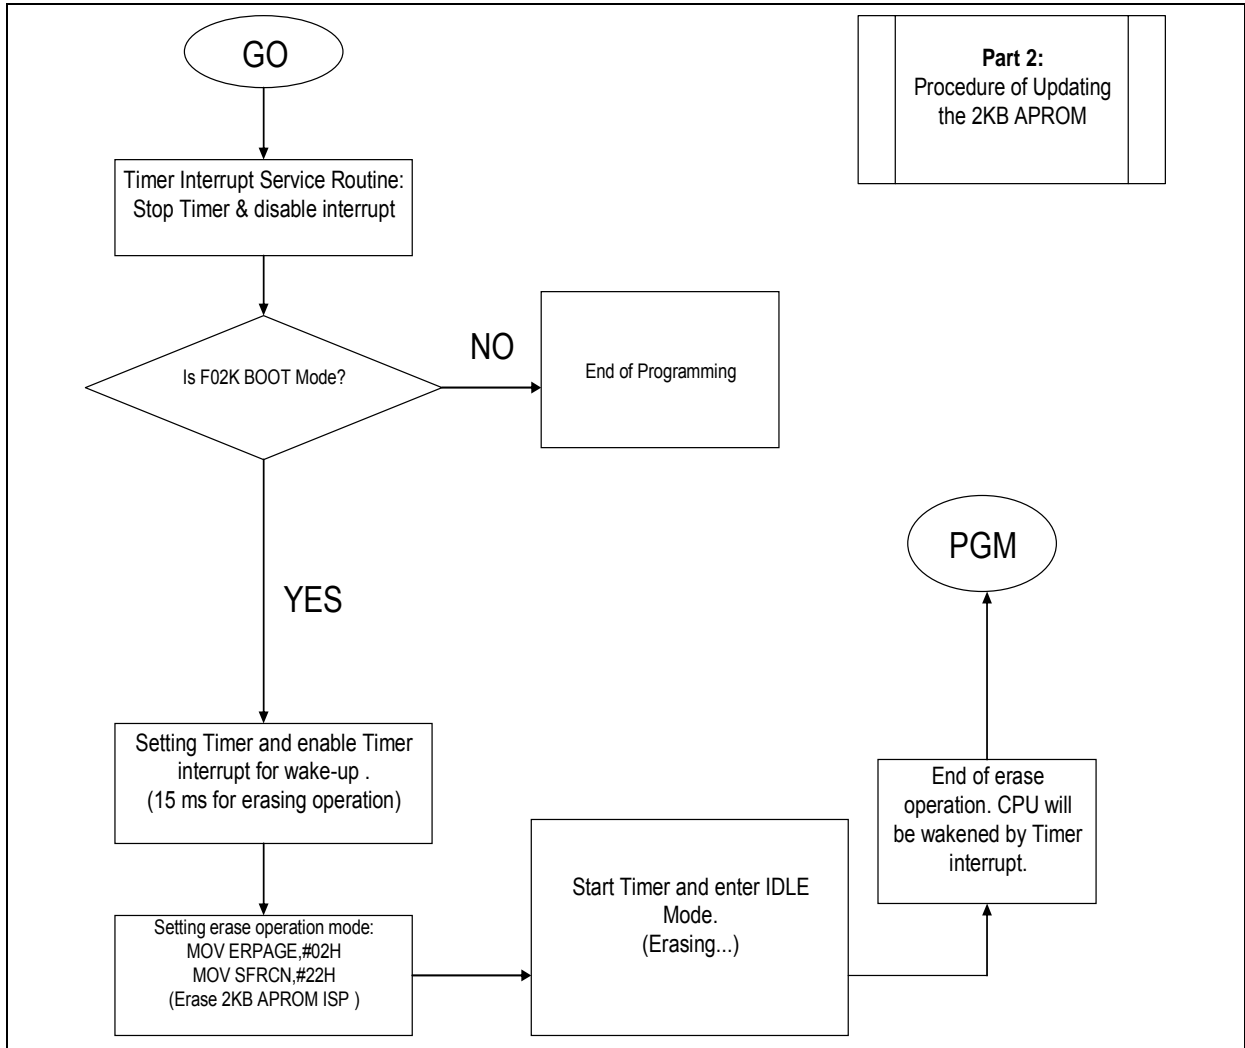 GO
Part 2:
Procedure of Updating
the 2KB APROM
Timer Interrupt Service Routine:
Stop Timer & disable interrupt
Is F02K BOOT Mode?
NO
End of Programming
YES
PGM
Setting Timer and enable Timer
interrupt for wake-up .
(15 ms for erasing operation)
End of erase
operation. CPU will
be wakened by Timer
interrupt.
Setting erase operation mode:
MOV ERPAGE,#02H
MOV SFRCN,#22H
(Erase 2KB APROM ISP )
Start Timer and enter IDLE
Mode.
(Erasing...)